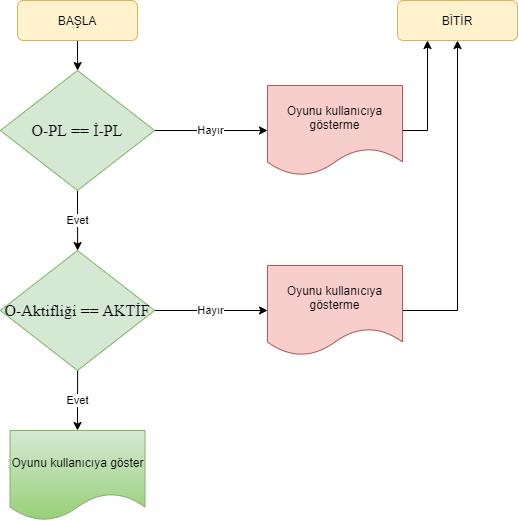 BAŞLA
BİTİR
O-PL == İ-PL
Hayır
Oyunu kullanıcıya
gösterme
Evet
O-Aktifliği == AKTİF
Hayır
Oyunu kullanıcıya
gösterme
Evet
Oyunu kullanıcıya göster